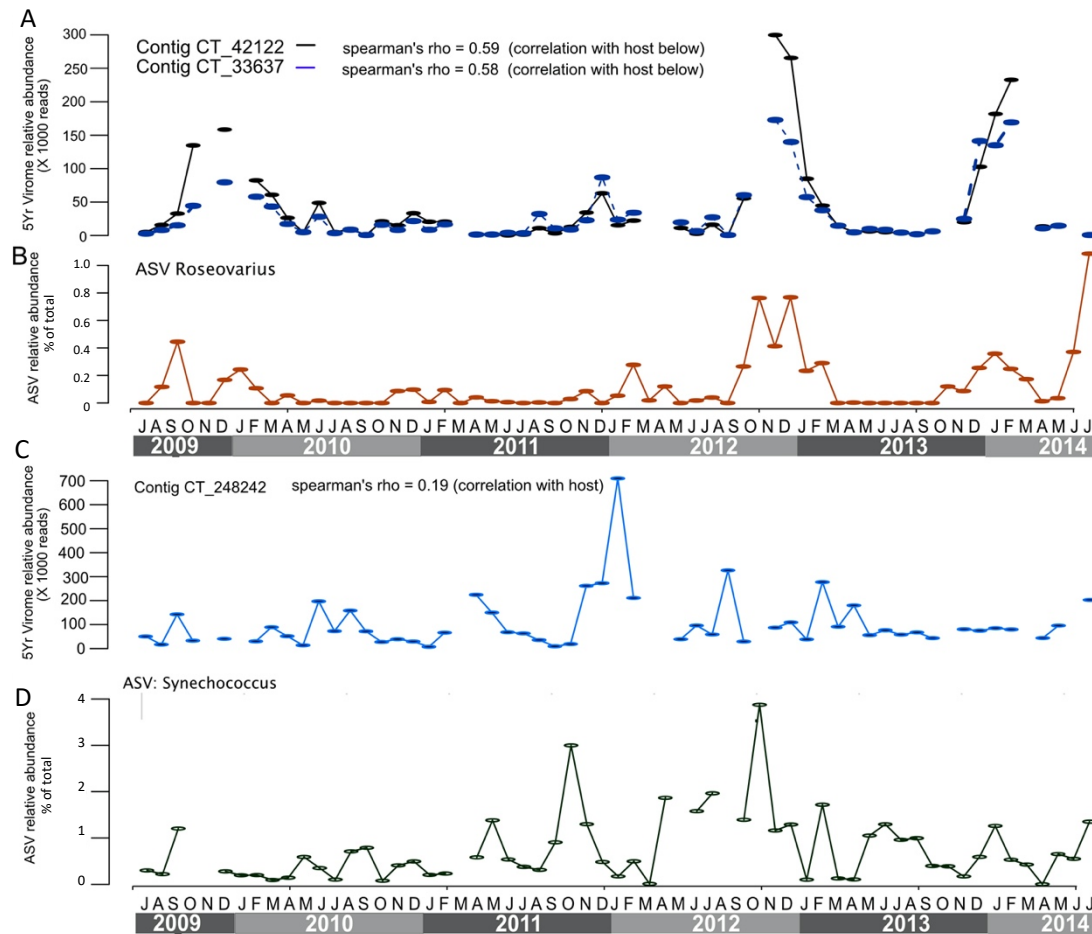 A
300
250
200
150
100
50
0
5Yr Virome relative abundance
(X 1000 reads)
Contig CT_42122 spearman's rho = 0.59 (correlation with host below)
Contig CT_33637 spearman's rho = 0.58 (correlation with host below)
B
1.0
0.8
0.6
0.4
0.2
0
ASV relative abundance
% of total
ASV Roseovarius
J A S O N D J F M A M J J A S O N D J F M A M J J A S O N D J F M A M J J A S O N D J F M A M J J A S O N D J F M A M J J
2009 2010 2011 2012 2013 2014
C
700
600
500
400
300
200
100
0
5Yr Virome relative abundance
(X 1000 reads)
Contig CT_248242 spearman's rho = 0.19 (correlation with host)
D
ASV: Synechococcus
4
3
2
1
0
ASV relative abundance
% of total
J A S O N D J F M A M J J A S O N D J F M A M J J A S O N D J F M A M J J A S O N D J F M A M J J A S O N D J F M A M J J
2009 2010 2011 2012 2013 2014